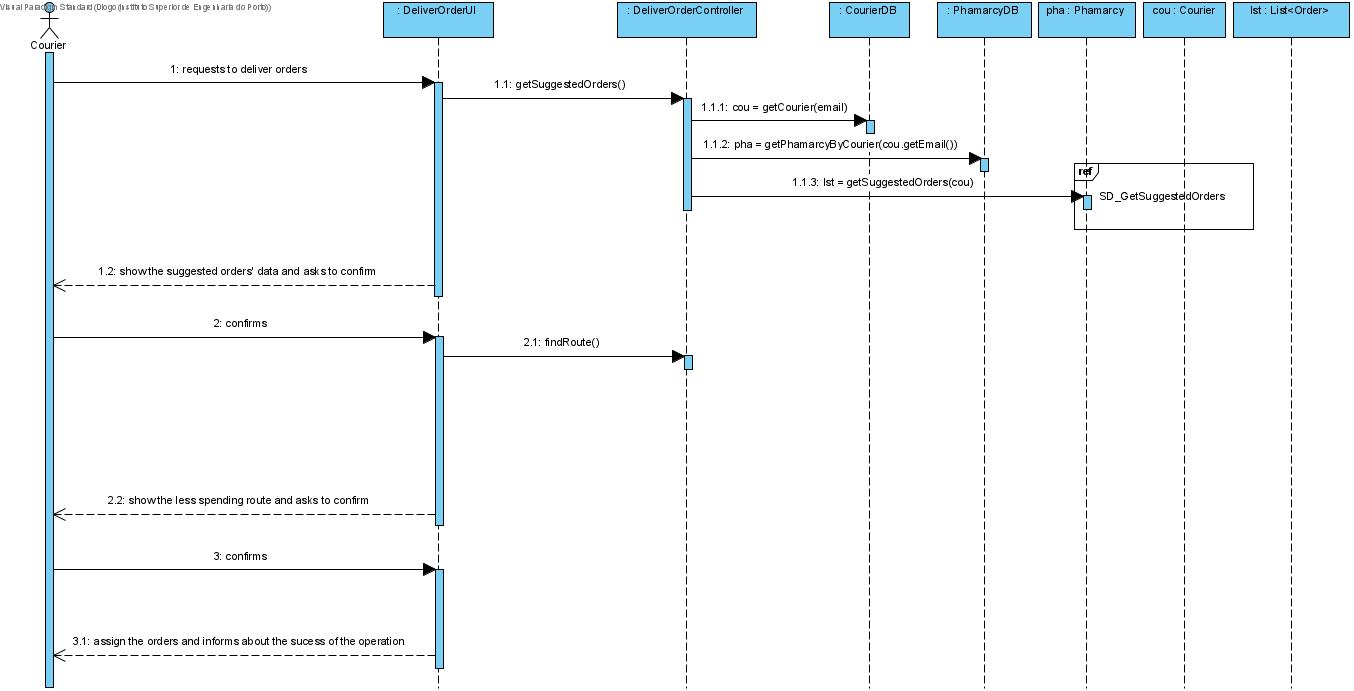 Visual Paradigm Standard (Diogo (Instituto Superior de Engenharia do Porto))
Courier
: DeliverOrderUI
: DeliverOrderController
: CourierDB
: PhamarcyDB
pha : Phamarcy
cou : Courier
lst : List<Order>
1: requests to deliver orders
1.1: getSuggestedOrders()
1.1.1: cou = getCourier(email)
1.1.2: pha = getPhamarcyByCourier(cou.getEmail())
ref
1.1.3: lst = getSuggestedOrders(cou)
SD_GetSuggestedOrders
1.2: show the suggested orders' data and asks to confirm
2: confirms
2.1: findRoute()
2.2: show the less spending route and asks to confirm
3: confirms
3.1: assign the orders and informs about the sucess of the operation